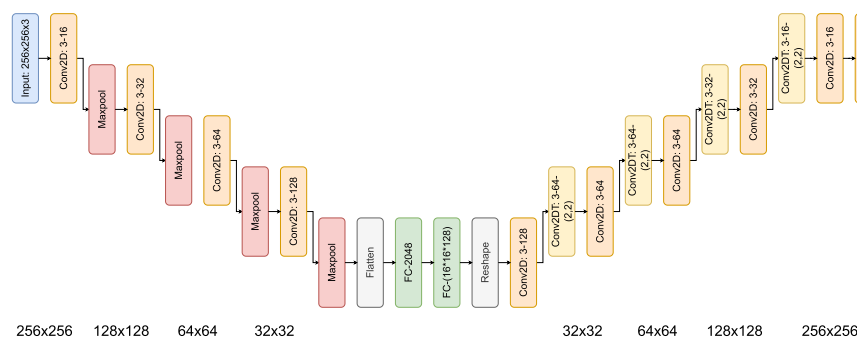 Input: 256x256x3
Conv2D: 3-16
Maxpool
Conv2D: 3-32
Maxpool
Conv2D: 3-64
Maxpool
Conv2D: 3-128
Maxpool
Flatten
FC-2048
FC-(16*16*128)
Reshape
Conv2D: 3-128
Conv2DT: 3-64-
(2,2)
Conv2D: 3-64
Conv2DT: 3-64-
(2,2)
Conv2D: 3-64
Conv2DT: 3-32-
(2,2)
Conv2D: 3-32
Conv2DT: 3-16-
(2,2)
Conv2D: 3-16
256x256
128x128
64x64
32x32
32x32
64x64
128x128
256x256